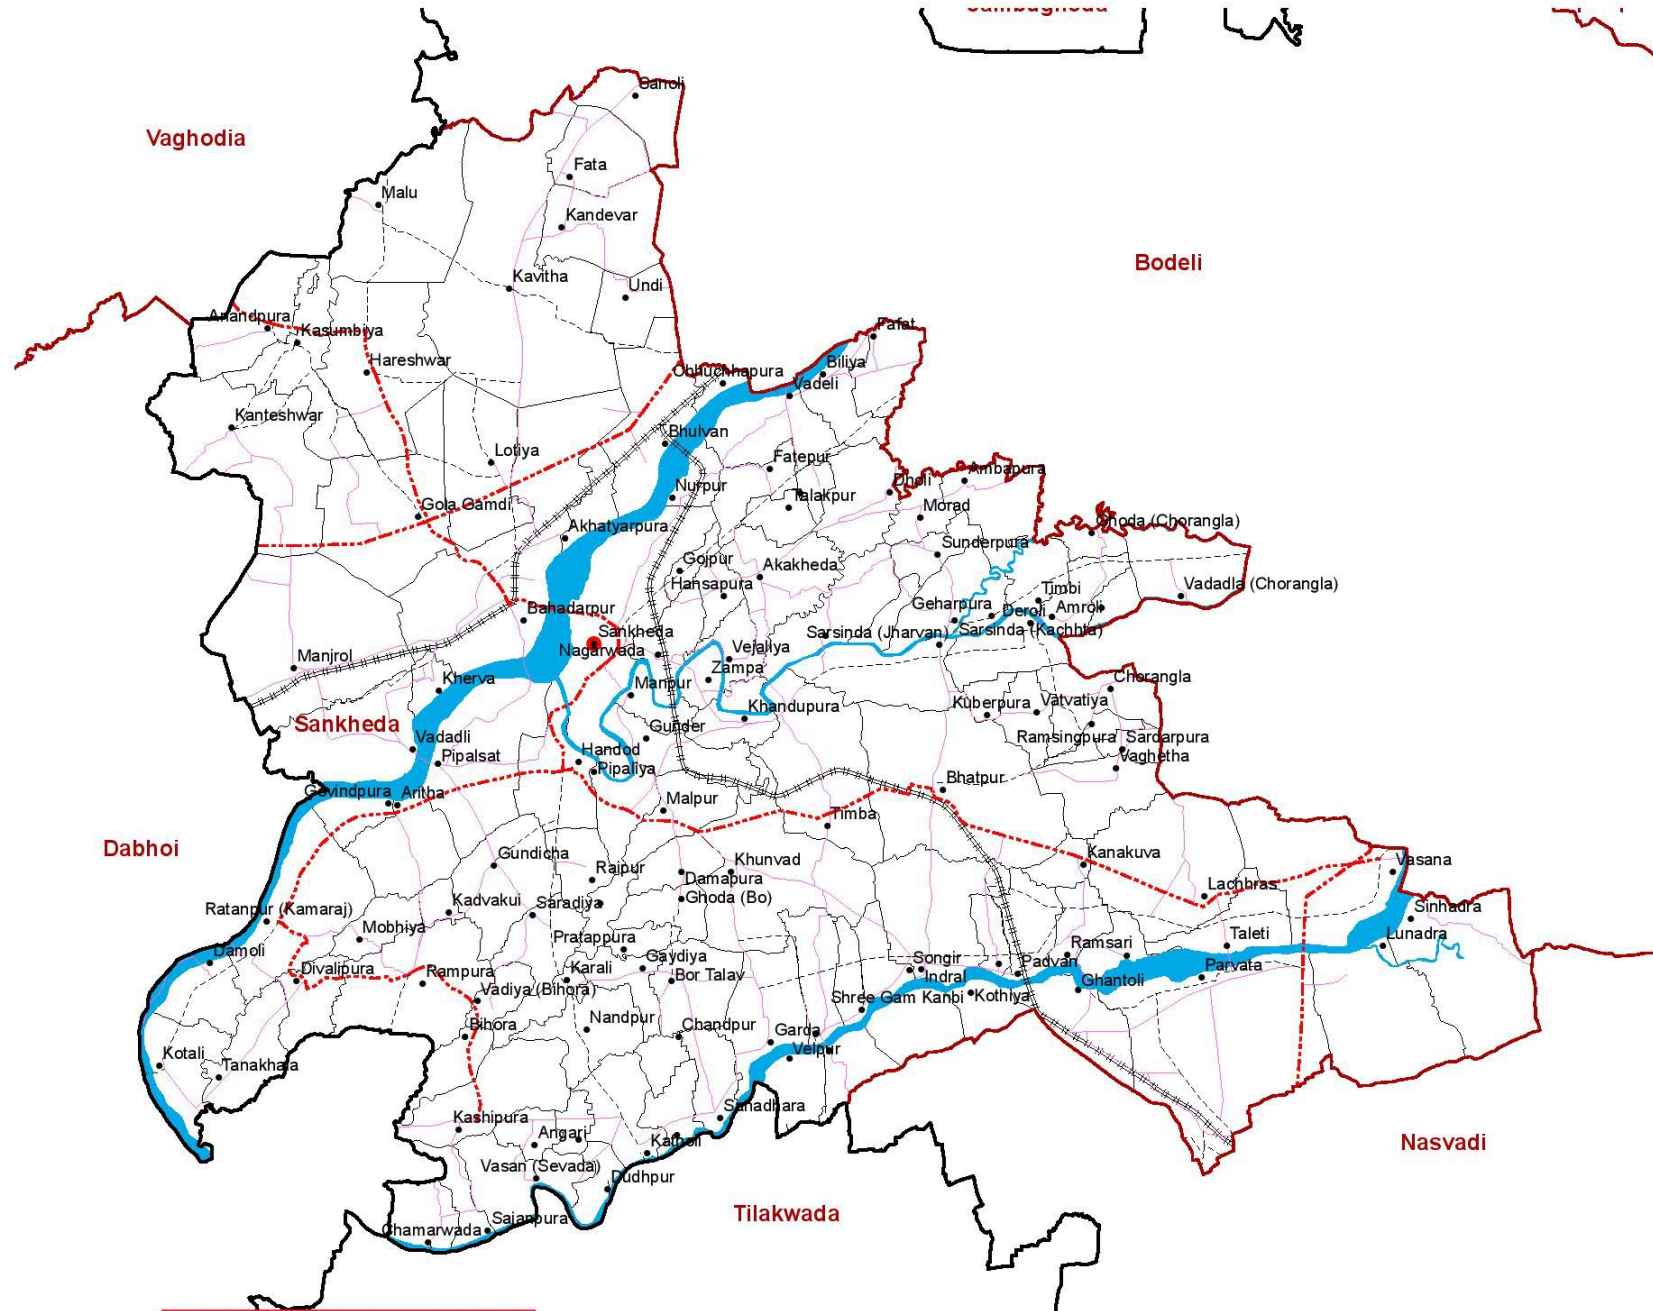 Jambughoda
Sanoli
Vaghodia
Fata
Malu
Kandevar
Bodeli
Kavitha
Undi
Anandpura
Kasumbiya
Fafat
Hareshwar
Biliya
Chhuchhapura
Vadeli
Kanteshwar
Bhulvan
Lotiya
Fatepur
Ambapura
Dholi
Nurpur
Talakpur
Gola Gamdi
Morad
Akhatyarpura
Ghoda (Chorangla)
Sunderpura
Gojpur
Akakheda
Hansapura
Vadadla (Chorangla)
Timbi
Bahadarpur
Geharpura
Deroli
Amroli
Sankheda
Sarsinda (Jharvan)
Sarsinda (Kachhta)
Nagarwada
Vejaliya
Manjrol
Zampa
Kherva
Manpur
Chorangla
Khandupura
Kuberpura
Vatvatiya
Sankheda
Gunder
Ramsingpura
Sardarpura
Vadadli
Handod
Pipalsat
Vaghetha
Pipaliya
Bhatpur
Govindpura
Aritha
Malpur
Timba
Dabhoi
Gundicha
Khunvad
Kanakuva
Vasana
Raipur
Damapura
Lachhras
Kadvakui
Saradiya
Ghoda (Bo)
Ratanpur (Kamaraj)
Sinhadra
Mobhiya
Pratappura
Taleti
Lunadra
Damoli
Gaydiya
Songir
Ramsari
Divalipura
Rampura
Karali
Bor Talav
Indral
Padvan
Parvata
Vadiya (Bihora)
Shree Gam Kanbi
Kothiya
Ghantoli
Bihora
Nandpur
Chandpur
Garda
Velpur
Kotali
Tanakhala
Sanadhara
Kashipura
Angari
Katholi
Nasvadi
Vasan (Sevada)
Dudhpur
Tilakwada
Sajanpura
Chamarwada